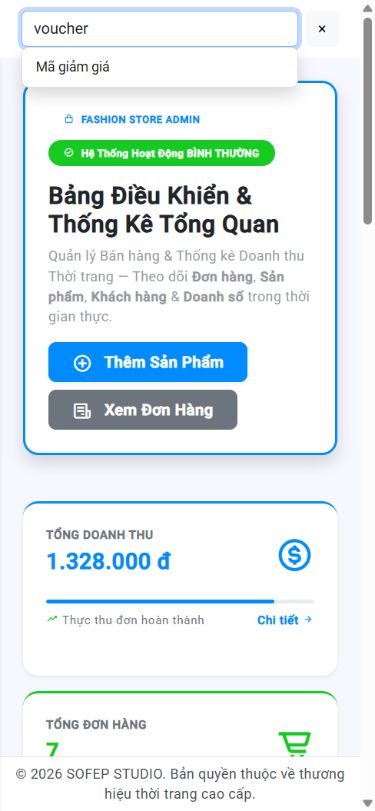 voucher
×
Mã giảm giá
FASHION STORE ADMIN
Hệ Thống Hoạt Động BÌNH THƯỜNG
Bảng Điều Khiển &
Thống Kê Tổng Quan
Quản lý Bán hàng & Thống kê Doanh thu
Thời trang — Theo dõi Đơn hàng, Sản
phẩm, Khách hàng & Doanh số trong thời
gian thực.
Thêm Sản Phẩm
Xem Đơn Hàng
TỔNG DOANH THU
1.328.000 đ
Thực thu đơn hoàn thành
Chi tiết →
TỔNG ĐƠN HÀNG
7
© 2026 SOFEP STUDIO. Bản quyền thuộc về thương
hiệu thời trang cao cấp.